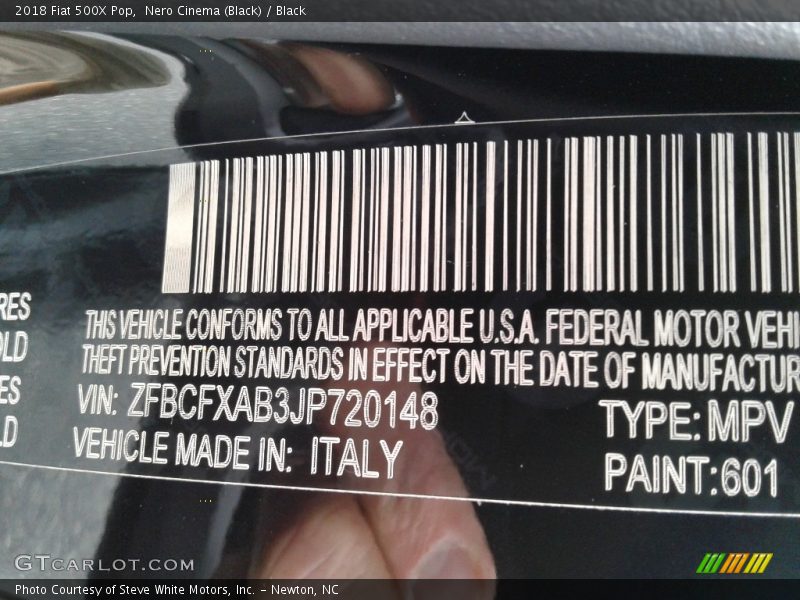 2018 Fiat 500X Pop,  Nero Cinema (Black) / Black
RES
OLD
ES
LD
THIS VEHICLE CONFORMS TO ALL APPLICABLE U.S.A. FEDERAL MOTOR VEHI
THEFT PREVENTION STANDARDS IN EFFECT ON THE DATE OF MANUFACTUR
VIN: ZFBCFXAB3JP720148
TYPE: MPV
VEHICLE MADE IN: ITALY
PAINT:601
GTCARLOT.COM
Photo Courtesy of Steve White Motors, Inc. – Newton, NC